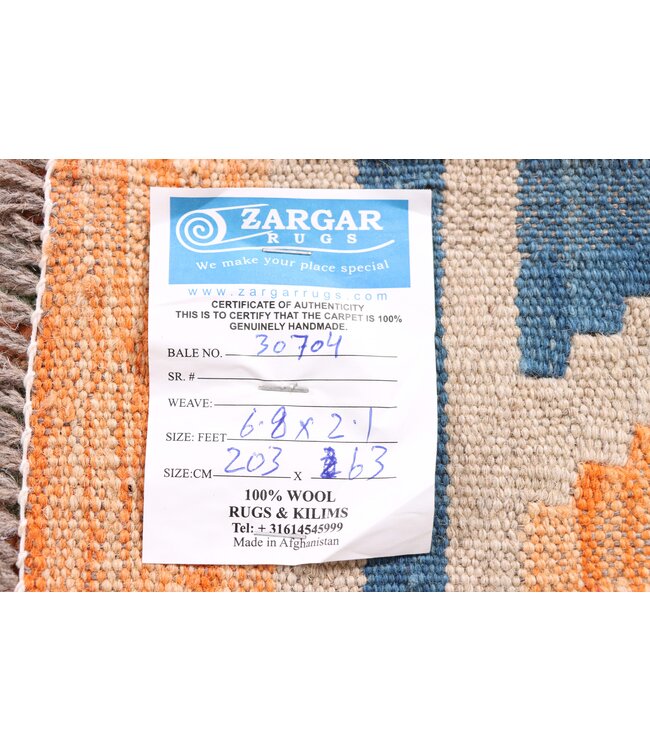 ZARGAR
RUGS
We make your place special
www.zargarrugs.com
CERTIFICATE OF AUTHENTICITY
THIS IS TO CERTIFY THAT THE CARPET IS 100%
GENUINELY HANDMADE.
BALE NO. 30704
SR. #
WEAVE:
SIZE: FEET 6.8 x 2.1
SIZE:CM 203 X 63
100% WOOL
RUGS & KILIMS
Tel: + 31614545999
Made in Afghanistan